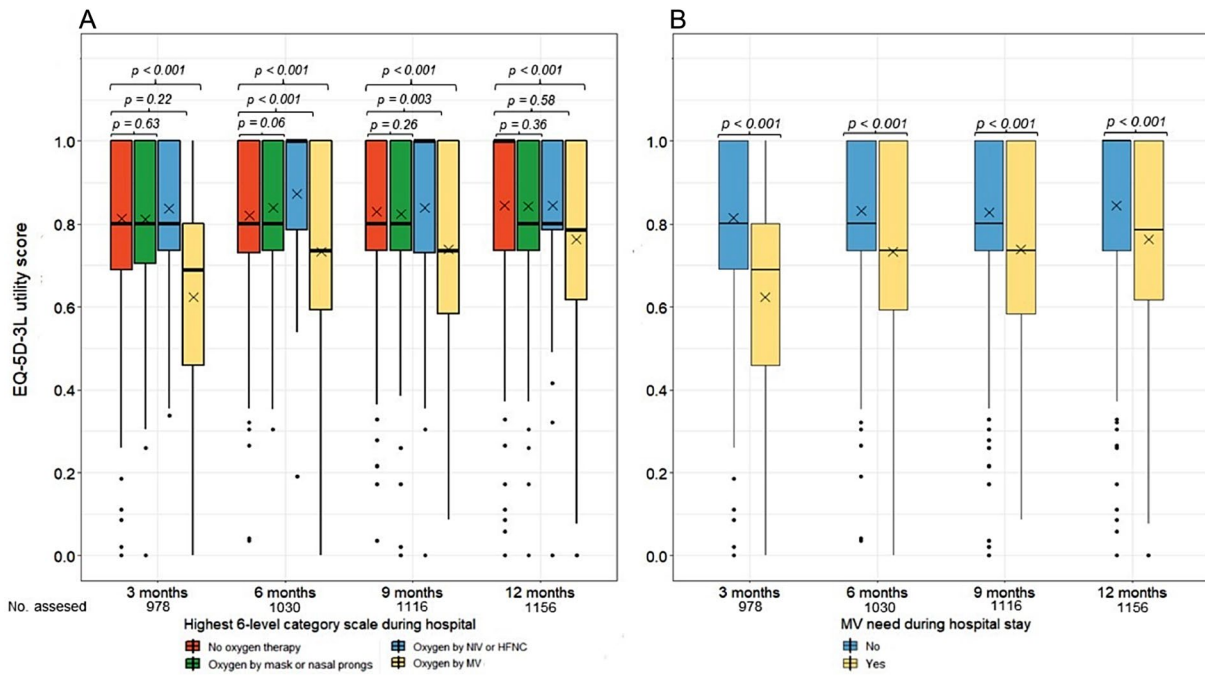 A
B
p < 0.001
p < 0.001
p < 0.001
p < 0.001
p = 0.22
p < 0.001
p = 0.003
p = 0.58
p = 0.63
p = 0.06
p = 0.26
p = 0.36
p < 0.001
p < 0.001
p < 0.001
p < 0.001
EQ-5D-3L utility score
1.0
0.8
0.6
0.4
0.2
0.0
1.0
0.8
0.6
0.4
0.2
0.0
3 months
6 months
9 months
12 months
No. assesed
978
1030
1116
1156
Highest 6-level category scale during hospital
No oxygen therapy
Oxygen by NIV or HFNC
Oxygen by mask or nasal prongs
Oxygen by MV
3 months
6 months
9 months
12 months
978
1030
1116
1156
MV need during hospital stay
No
Yes